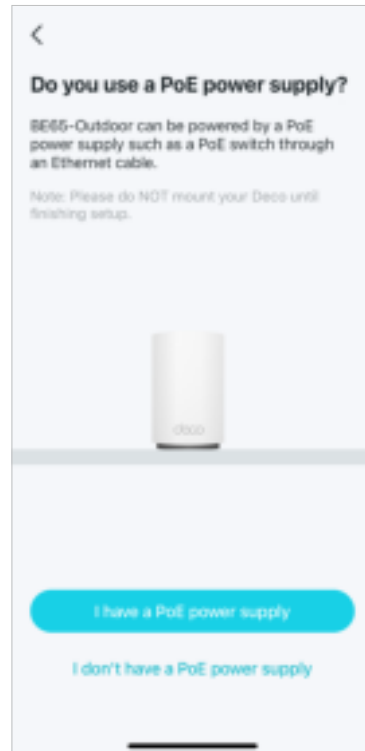 Do you use a PoE power supply?
BE65-Outdoor can be powered by a PoE
power supply such as a PoE switch through
an Ethernet cable.
Note: Please do NOT mount your Deco until
finishing setup.
deco
I have a PoE power supply
I don't have a PoE power supply